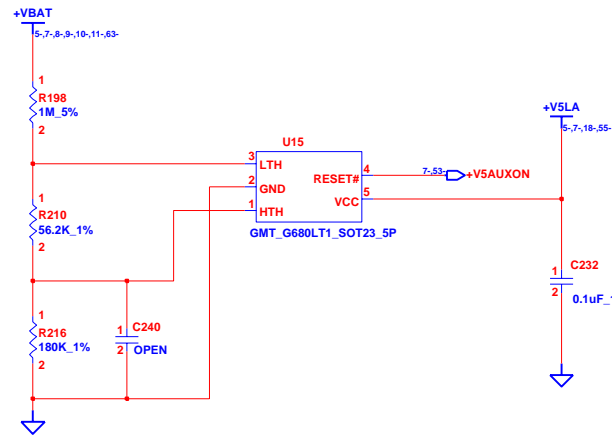 +VBAT
5-,7-,8-,9-,10-,11-,63-
1
R198
1M_5%
2
+V5LA
5-,7-,18-,55-
U15
3 LTH
2 GND
1 HTH
RESET# 4
VCC 5
7-,53-
+V5AUXON
GMT_G680LT1_SOT23_5P
1
R210
56.2K_1%
2
1
R216
180K_1%
2
1 C240
2 OPEN
C232
1
2
0.1uF_